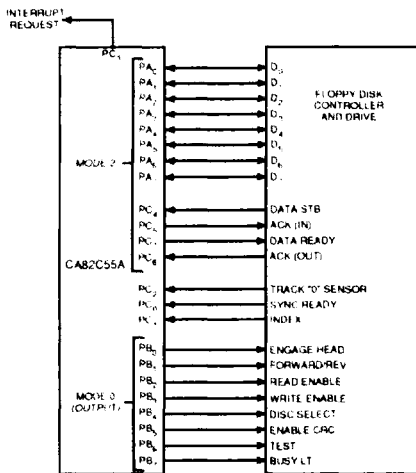 INTERRUPT
REQUEST
PC3
PA0 D0
PA1 D1
PA2 D2
PA3 D3
PA4 D4
PA5 D5
PA6 D6
PA7 D7
MODE 2
FLOPPY DISK
CONTROLLER
AND DRIVE
PC4 DATA STB
PC5 ACK (IN)
PC7 DATA READY
PC6 ACK (OUT)
CA82C55A
PC2 TRACK "0" SENSOR
PC0 SYNC READY
PC1 INDEX
MODE 0
(OUTPUT)
PB0 ENGAGE HEAD
PB1 FORWARD/REV
PB2 READ ENABLE
PB3 WRITE ENABLE
PB4 DISC SELECT
PB5 ENABLE CRC
PB6 TEST
PB7 BUSY LT